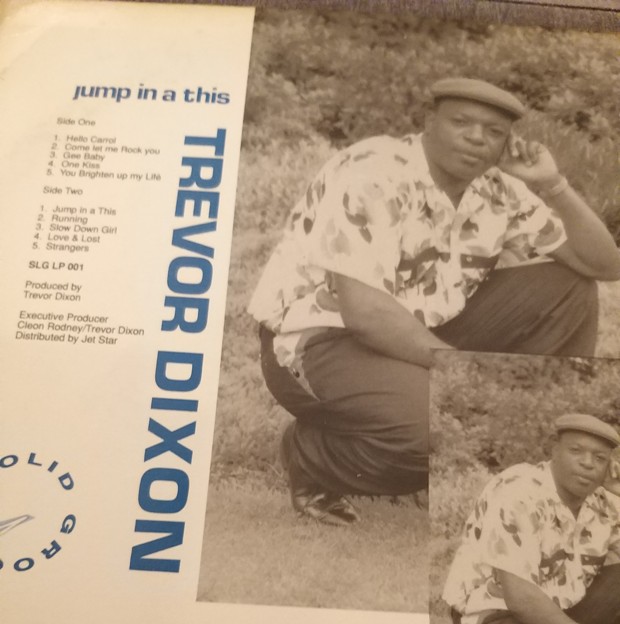 jump in a this
Side One
1. Hello Carrol
2. Come let me Rock you
3. Gee Baby
4. One Kiss
5. You Brighten up my Life
Side Two
1. Jump in a This
2. Running
3. Slow Down Girl
4. Love & Lost
5. Strangers
SLG LP 001
Produced by
Trevor Dixon
Executive Producer
Cleon Rodney/Trevor Dixon
Distributed by Jet Star
TREVOR DIXON
OLID GRO